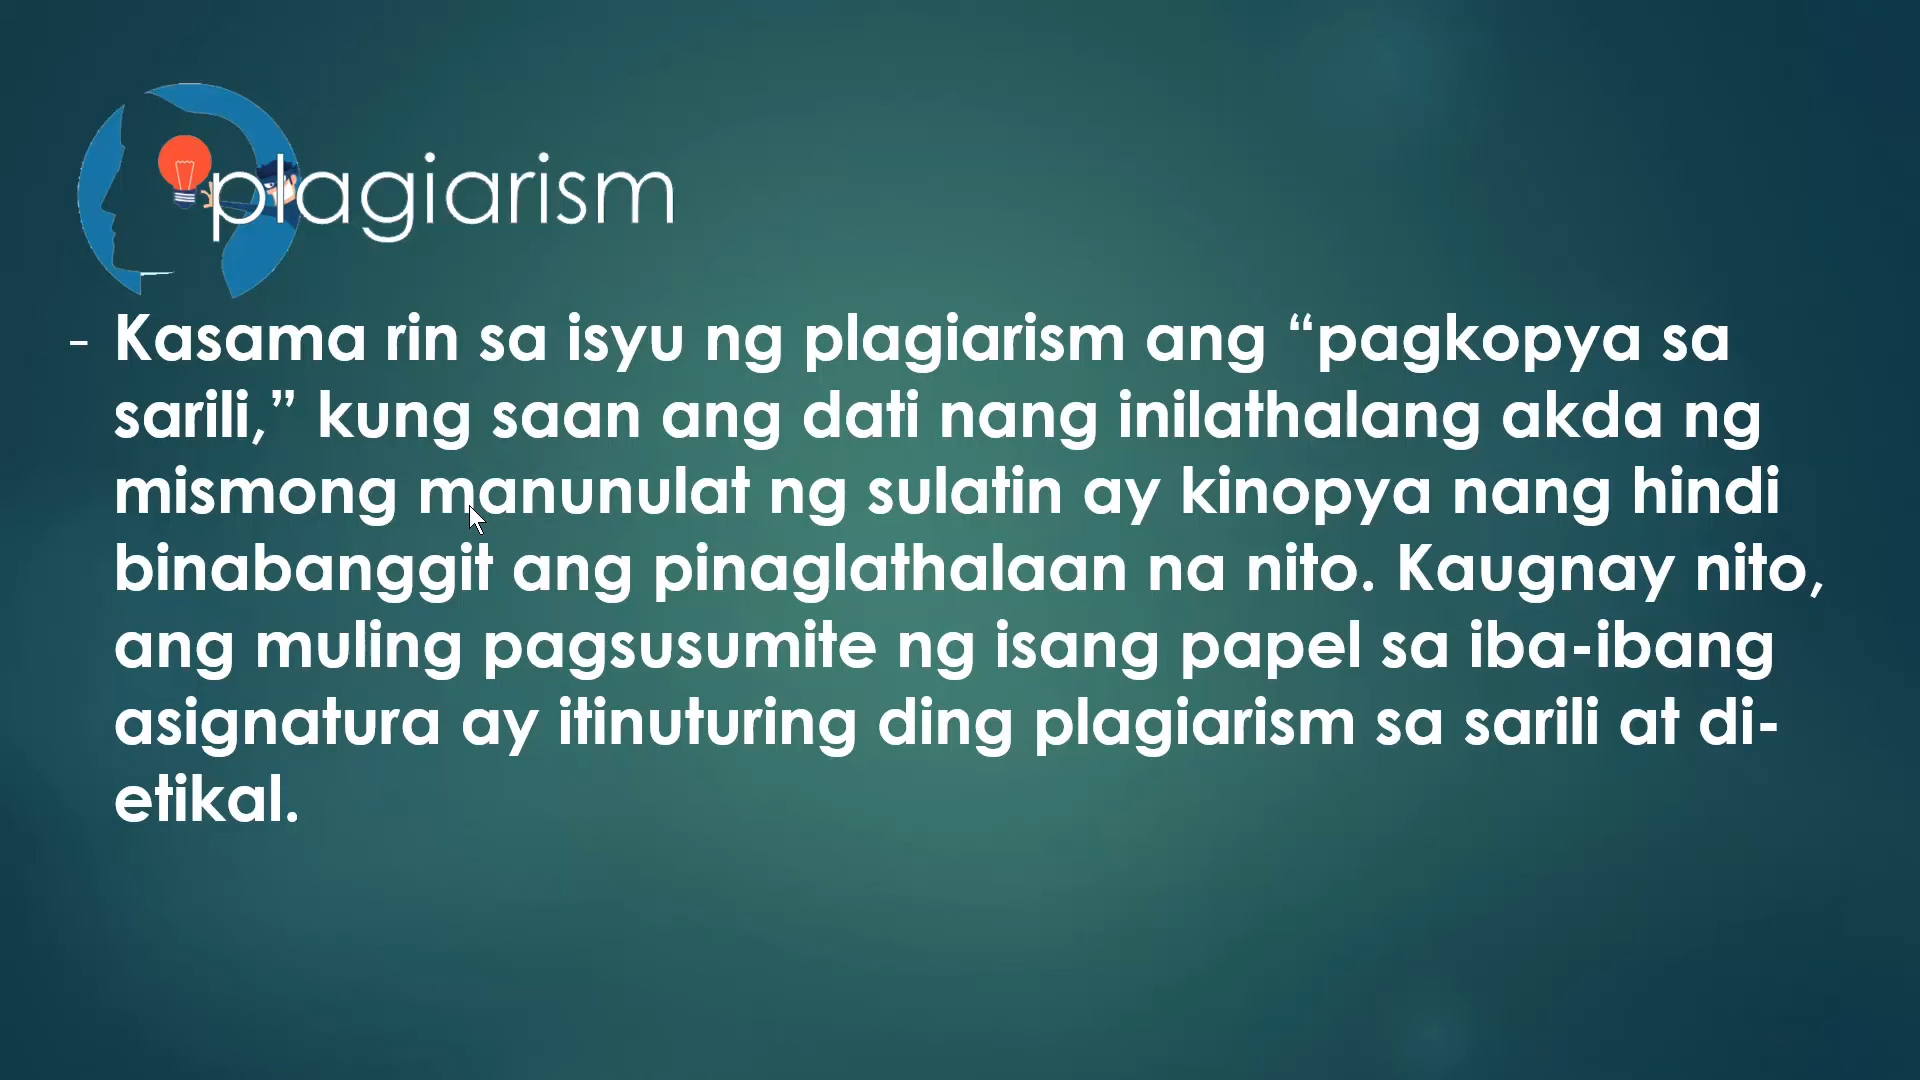 plagiarism
- Kasama rin sa isyu ng plagiarism ang “pagkopya sa
sarili,” kung saan ang dati nang inilathalang akda ng
mismong manunulat ng sulatin ay kinopya nang hindi
binabanggit ang pinaglathalaan na nito. Kaugnay nito,
ang muling pagsusumite ng isang papel sa iba-ibang
asignatura ay itinuturing ding plagiarism sa sarili at di-
etikal.